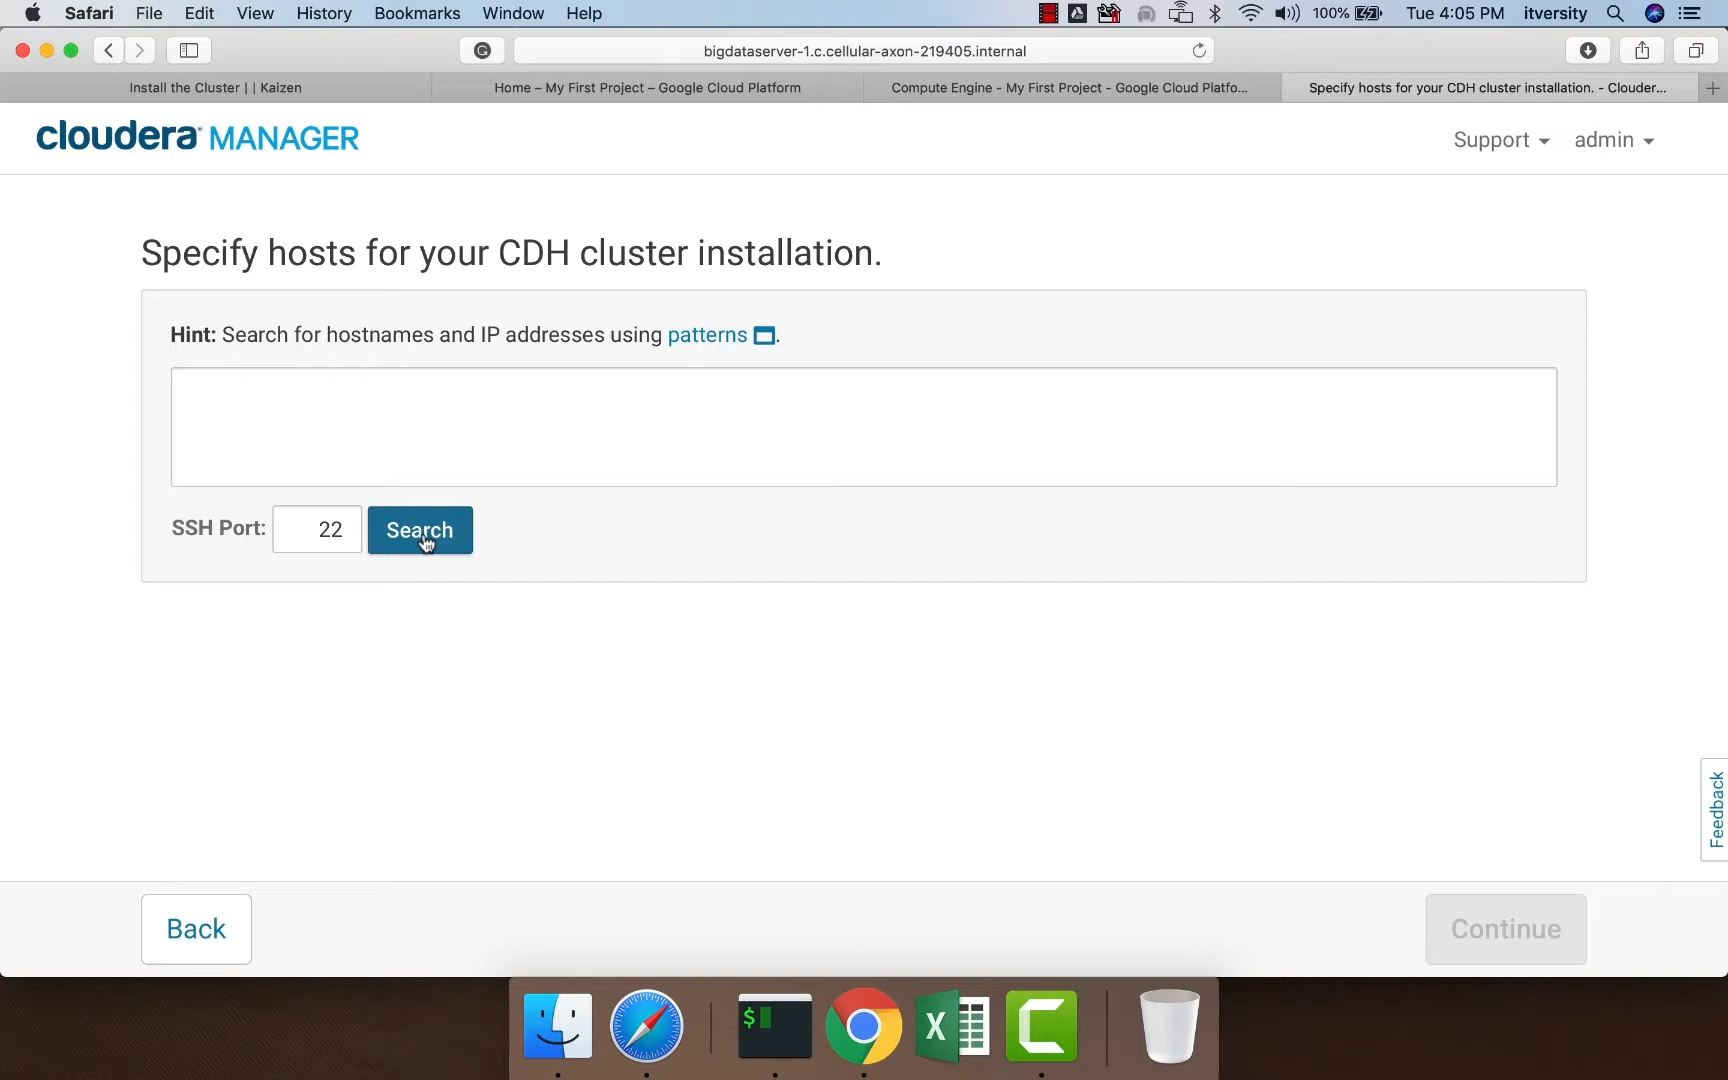 Safari File Edit View History Bookmarks Window Help 100% Tue 4:05 PM itversity
bigdataserver-1.c.cellular-axon-219405.internal
Install the Cluster | | Kaizen
Home – My First Project – Google Cloud Platform
Compute Engine - My First Project - Google Cloud Platfo...
Specify hosts for your CDH cluster installation. - Clouder...
cloudera MANAGER
Support admin
Specify hosts for your CDH cluster installation.
Hint: Search for hostnames and IP addresses using patterns .
SSH Port: 22 Search
Feedback
Back Continue